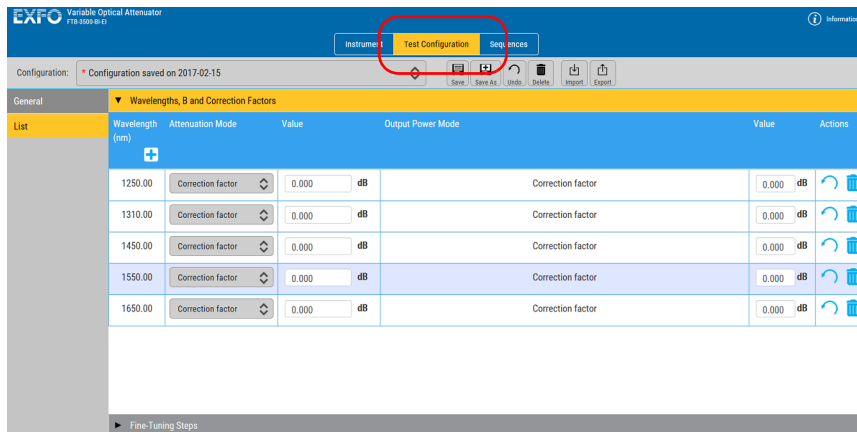 EXFO Variable Optical Attenuator
FTB-3500-BI-EI
Information
Instrument Test Configuration Sequences
Configuration: * Configuration saved on 2017-02-15
Save Save As Undo Delete Import Export
General
▼ Wavelengths, B and Correction Factors
List
Wavelength (nm) Attenuation Mode Value Output Power Mode Value Actions
1250.00 Correction factor 0.000 dB Correction factor 0.000 dB
1310.00 Correction factor 0.000 dB Correction factor 0.000 dB
1450.00 Correction factor 0.000 dB Correction factor 0.000 dB
1550.00 Correction factor 0.000 dB Correction factor 0.000 dB
1650.00 Correction factor 0.000 dB Correction factor 0.000 dB
► Fine-Tuning Steps